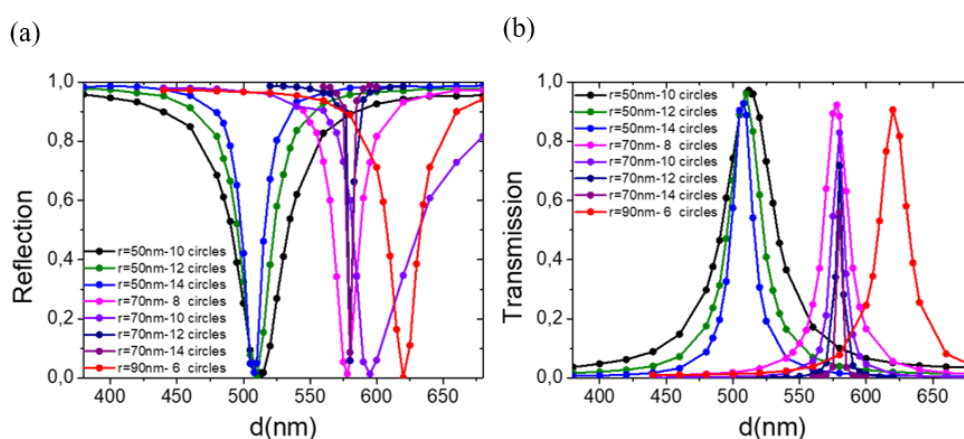 (a)
(b)
1,0
0,8
0,6
0,4
0,2
0,0
Reflection
r=50nm-10 circles
r=50nm-12 circles
r=50nm-14 circles
r=70nm- 8 circles
r=70nm-10 circles
r=70nm-12 circles
r=70nm-14 circles
r=90nm- 6 circles
400 450 500 550 600 650
d(nm)
1,0
0,8
0,6
0,4
0,2
0,0
Transmission
r=50nm-10 circles
r=50nm-12 circles
r=50nm-14 circles
r=70nm- 8 circles
r=70nm-10 circles
r=70nm-12 circles
r=70nm-14 circles
r=90nm- 6 circles
400 450 500 550 600 650
d(nm)